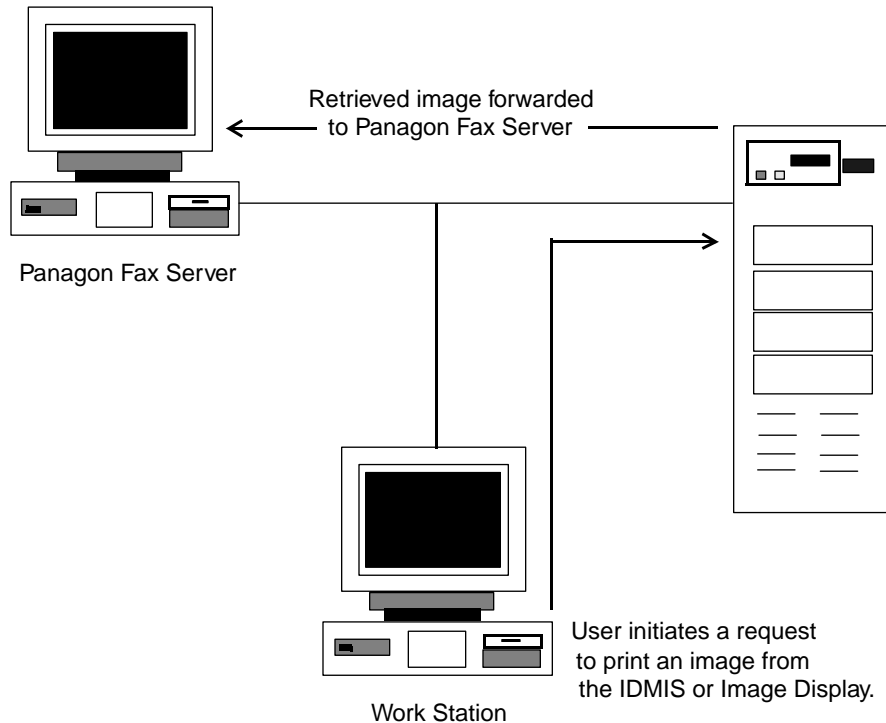 Retrieved image forwarded
to Panagon Fax Server
Panagon Fax Server
User initiates a request
to print an image from
the IDMIS or Image Display.
Work Station